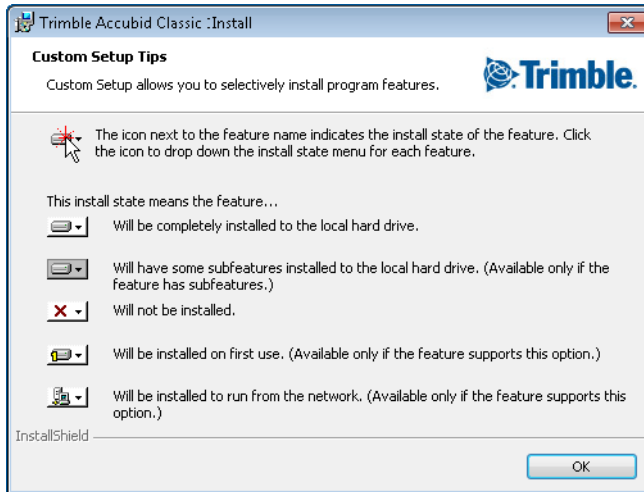 Trimble Accubid Classic :Install
Custom Setup Tips
Custom Setup allows you to selectively install program features.
Trimble.
The icon next to the feature name indicates the install state of the feature. Click
the icon to drop down the install state menu for each feature.
This install state means the feature...
Will be completely installed to the local hard drive.
Will have some subfeatures installed to the local hard drive. (Available only if the
feature has subfeatures.)
Will not be installed.
Will be installed on first use. (Available only if the feature supports this option.)
Will be installed to run from the network. (Available only if the feature supports this
option.)
InstallShield
OK